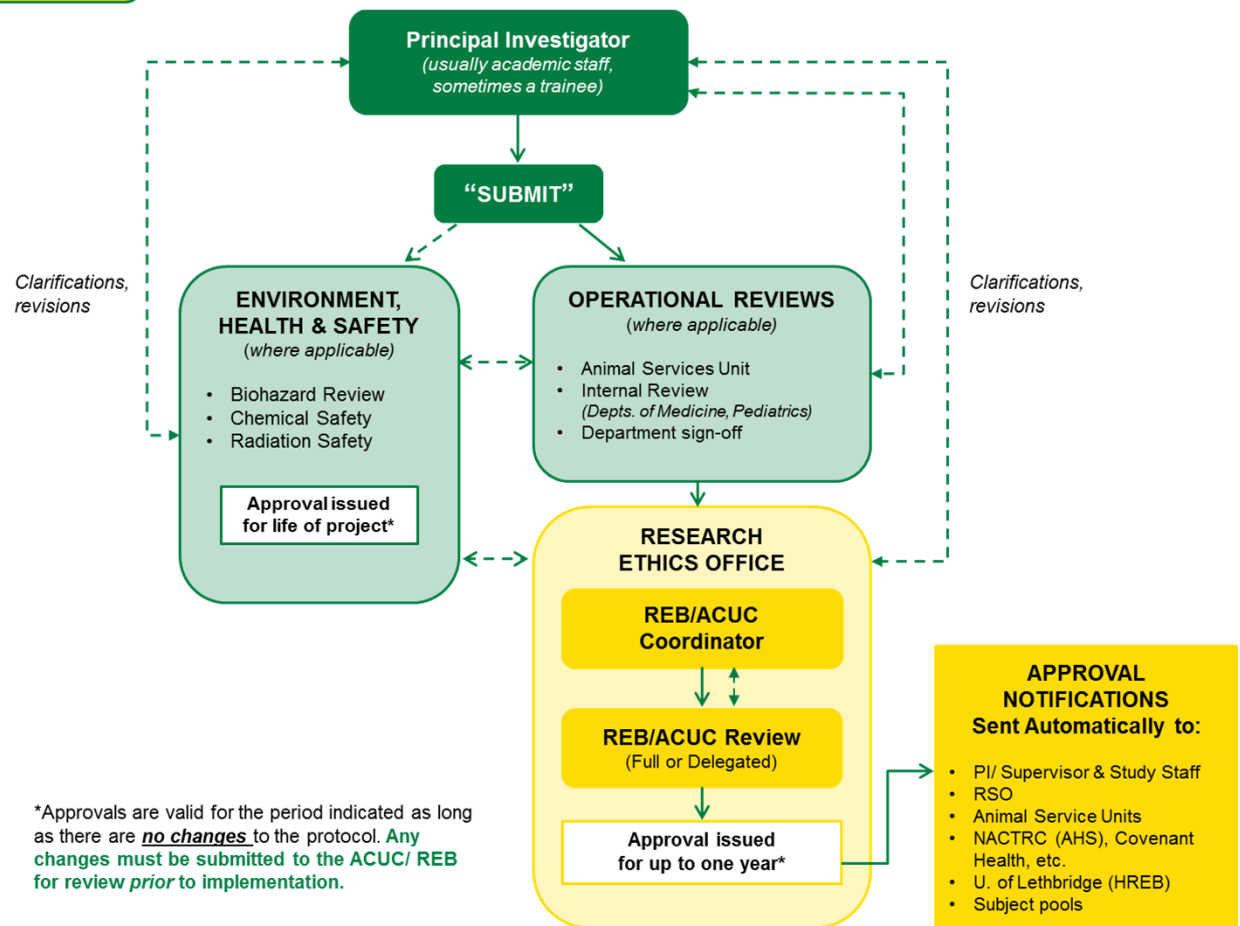 Principal Investigator
(usually academic staff,
sometimes a trainee)
“SUBMIT”
Clarifications,
revisions
ENVIRONMENT,
HEALTH & SAFETY
(where applicable)
• Biohazard Review
• Chemical Safety
• Radiation Safety
Approval issued
for life of project*
OPERATIONAL REVIEWS
(where applicable)
• Animal Services Unit
• Internal Review
(Depts. of Medicine, Pediatrics)
• Department sign-off
Clarifications,
revisions
RESEARCH
ETHICS OFFICE
REB/ACUC
Coordinator
REB/ACUC Review
(Full or Delegated)
Approval issued
for up to one year*
APPROVAL
NOTIFICATIONS
Sent Automatically to:
• PI/ Supervisor & Study Staff
• RSO
• Animal Service Units
• NACTRC (AHS), Covenant
Health, etc.
• U. of Lethbridge (HREB)
• Subject pools
*Approvals are valid for the period indicated as long
as there are no changes to the protocol. Any
changes must be submitted to the ACUC/ REB
for review prior to implementation.